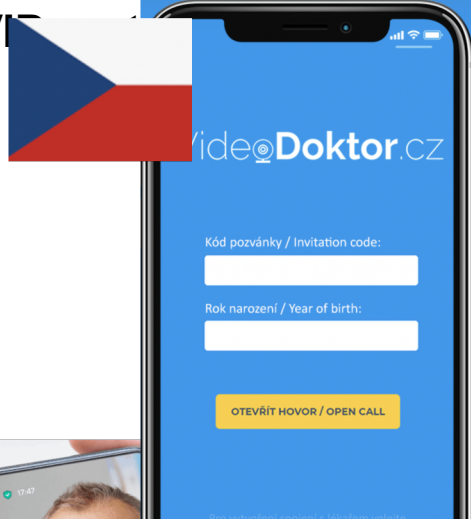 VideoDoktor.cz
Kód pozvánky / Invitation code:
Rok narození / Year of birth:
OTEVŘÍT HOVOR / OPEN CALL
17:47